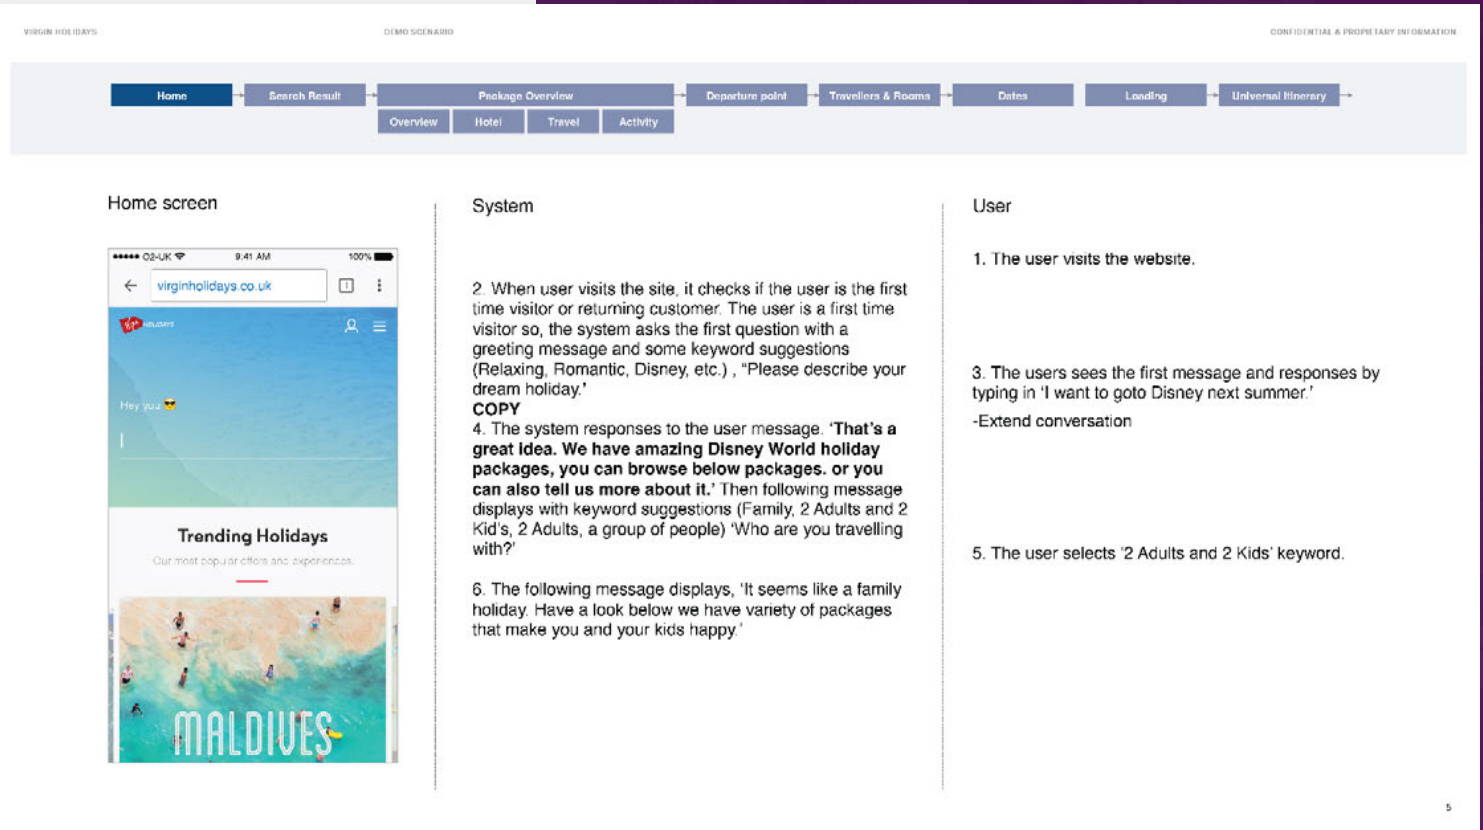 VIRGIN HOLIDAYS
DEMO SCENARIO
CONFIDENTIAL & PROPIETARY INFORMATION
Home
Search Result
Package Overview
Departure point
Travellers & Rooms
Dates
Loading
Universal Itinerary
Overview
Hotel
Travel
Activity
Home screen
O2-UK
9:41 AM
100%
virginholidays.co.uk
1
HOLIDAYS
Hey you 😎
Trending Holidays
Our most popular offers and experiences.
MALDIVES
System
2. When user visits the site, it checks if the user is the first
time visitor or returning customer. The user is a first time
visitor so, the system asks the first question with a
greeting message and some keyword suggestions
(Relaxing, Romantic, Disney, etc.) , “Please describe your
dream holiday.’
COPY
4. The system responses to the user message. ‘That’s a
great idea. We have amazing Disney World holiday
packages, you can browse below packages. or you
can also tell us more about it.’ Then following message
displays with keyword suggestions (Family, 2 Adults and 2
Kid’s, 2 Adults, a group of people) ‘Who are you travelling
with?’
6. The following message displays, ‘It seems like a family
holiday. Have a look below we have variety of packages
that make you and your kids happy.’
User
1. The user visits the website.
3. The users sees the first message and responses by
typing in ‘I want to goto Disney next summer.’
-Extend conversation
5. The user selects ‘2 Adults and 2 Kids’ keyword.
5